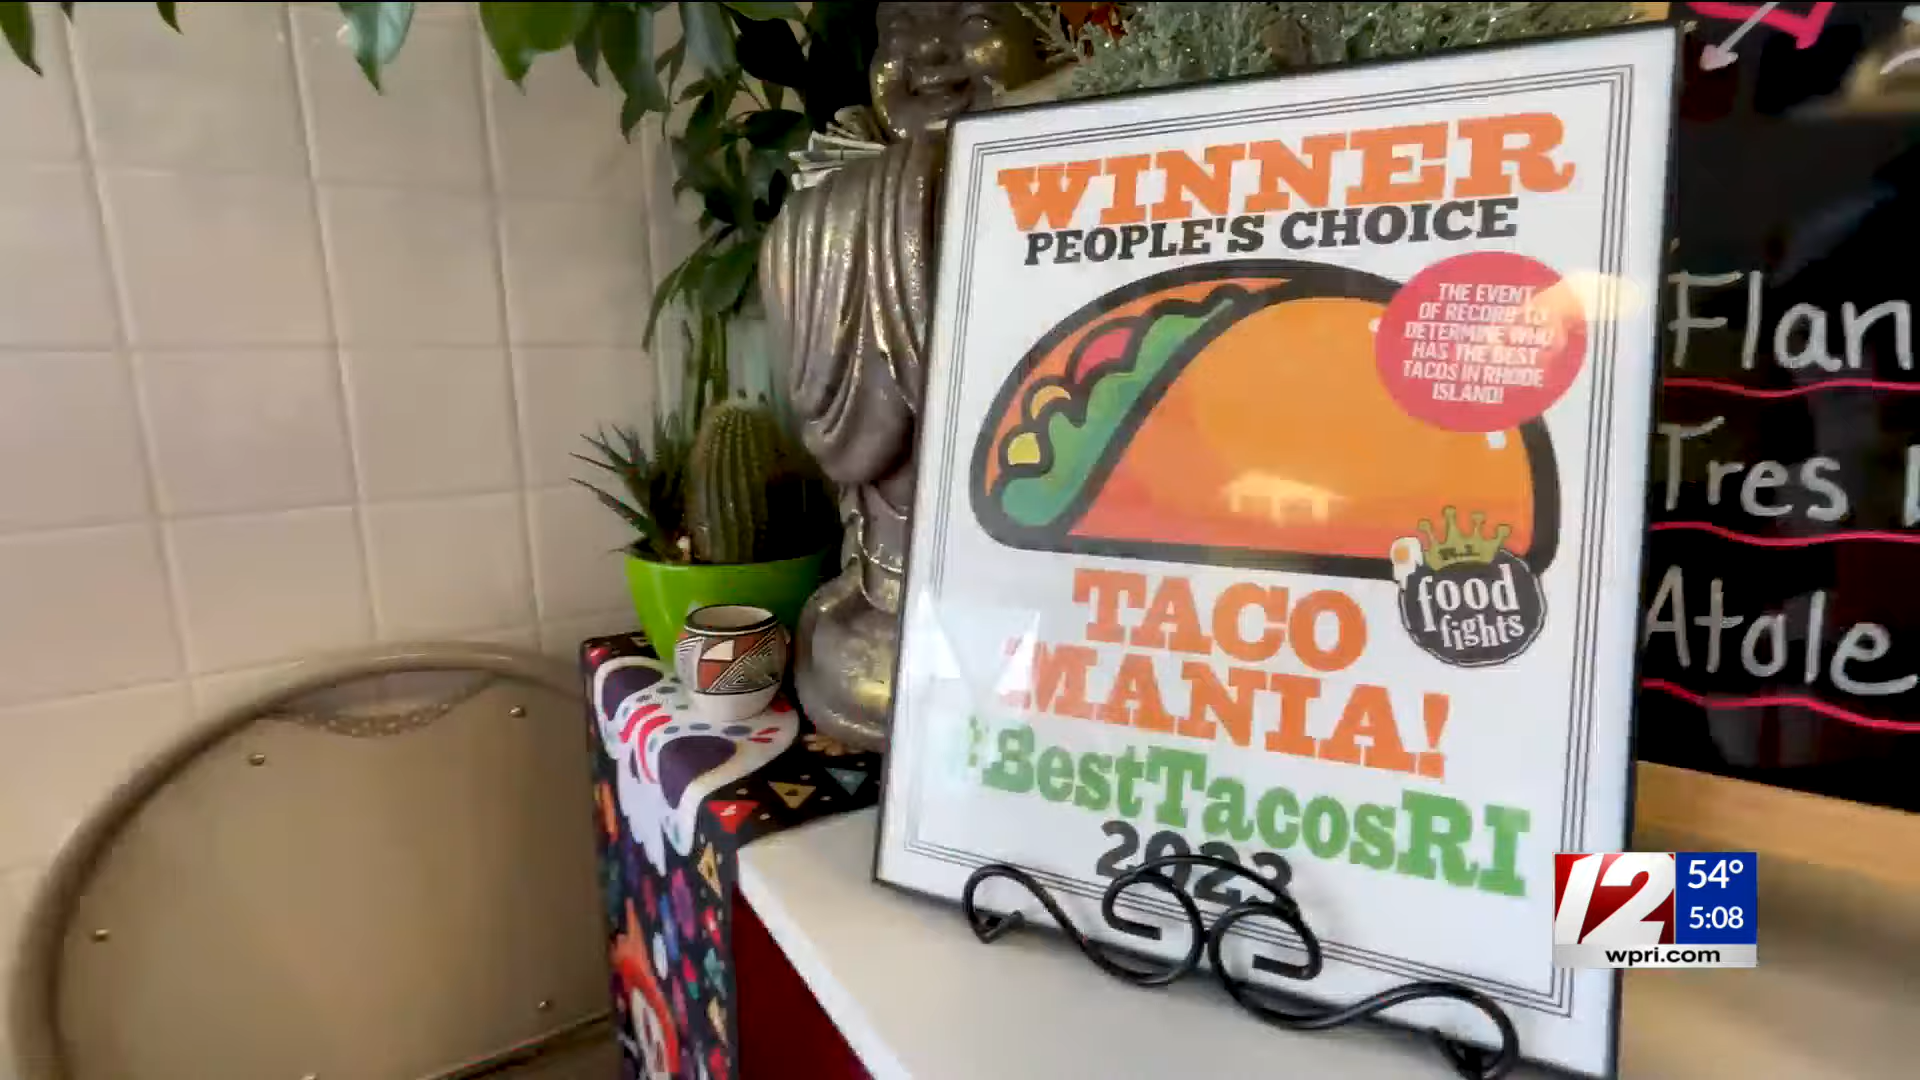 WINNER
PEOPLE'S CHOICE
THE EVENT
OF RECORD TO
DETERMINE WHO
HAS THE BEST
TACOS IN RHODE
ISLAND!
R.I.
food
fights
TACO
MANIA!
#BestTacosRI
2023
Flan
Tres
Atole
12
54°
5:08
wpri.com